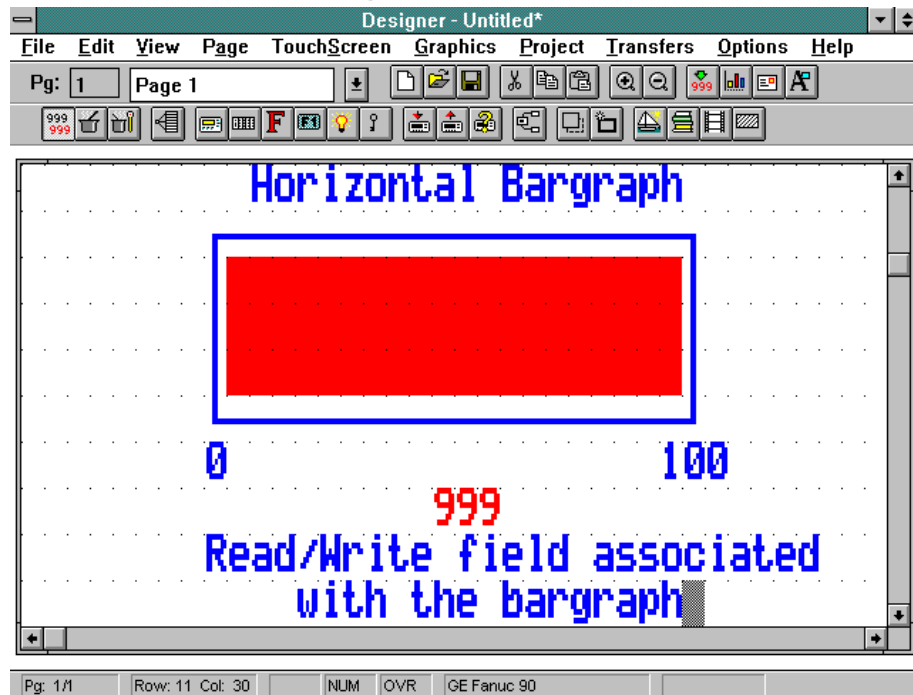 Designer - Untitled*
File Edit View Page TouchScreen Graphics Project Transfers Options Help
Pg: 1 Page 1 999
999 999 F F1 ?
Horizontal Bargraph
0 100
999
Read/Write field associated
with the bargraph
Pg: 1/1 Row: 11 Col: 30 NUM OVR GE Fanuc 90